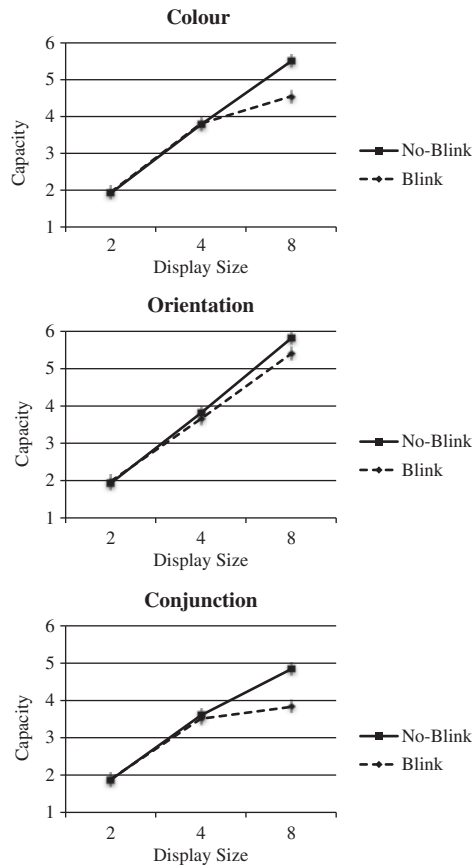 Colour
6
5
4
3
2
1
Capacity
2 4 8
Display Size
No-Blink
Blink
Orientation
6
5
4
3
2
1
Capacity
2 4 8
Display Size
No-Blink
Blink
Conjunction
6
5
4
3
2
1
Capacity
2 4 8
Display Size
No-Blink
Blink